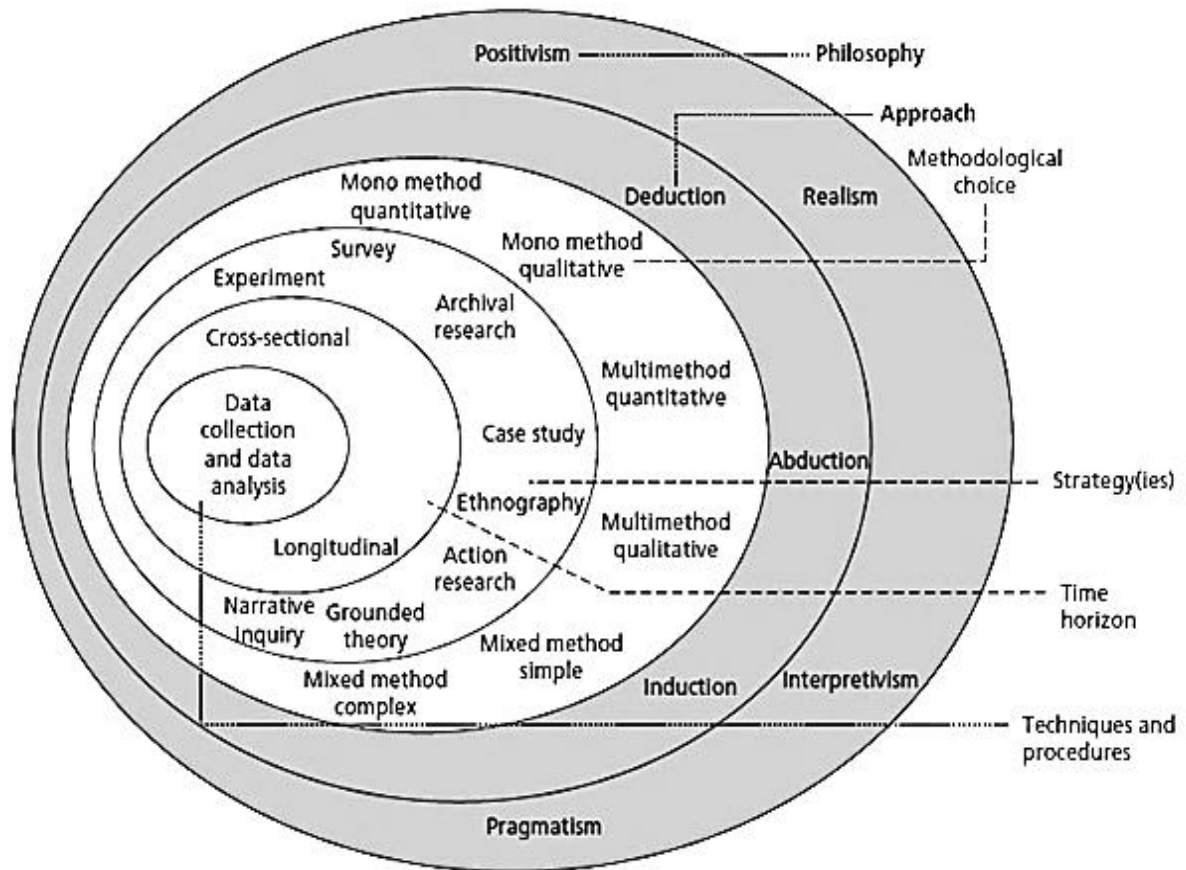 Positivism
Philosophy
Approach
Methodological
choice
Mono method
quantitative
Deduction
Realism
Survey
Mono method
qualitative
Experiment
Archival
research
Cross-sectional
Multimethod
quantitative
Data
collection
and data
analysis
Case study
Abduction
Strategy(ies)
Ethnography
Multimethod
qualitative
Longitudinal
Action
research
Time
horizon
Narrative
inquiry
Grounded
theory
Mixed method
simple
Mixed method
complex
Induction
Interpretivism
Techniques and
procedures
Pragmatism